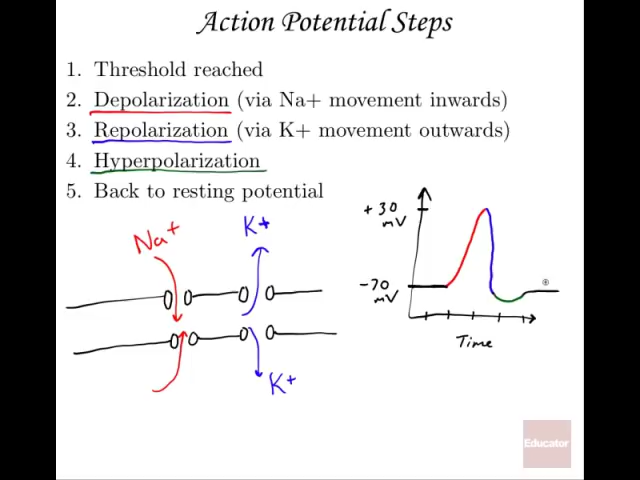 Action Potential Steps
1. Threshold reached
2. Depolarization (via Na+ movement inwards)
3. Repolarization (via K+ movement outwards)
4. Hyperpolarization
5. Back to resting potential
Na+
K+
K+
+30
mV
-70
mV
Time
Educator